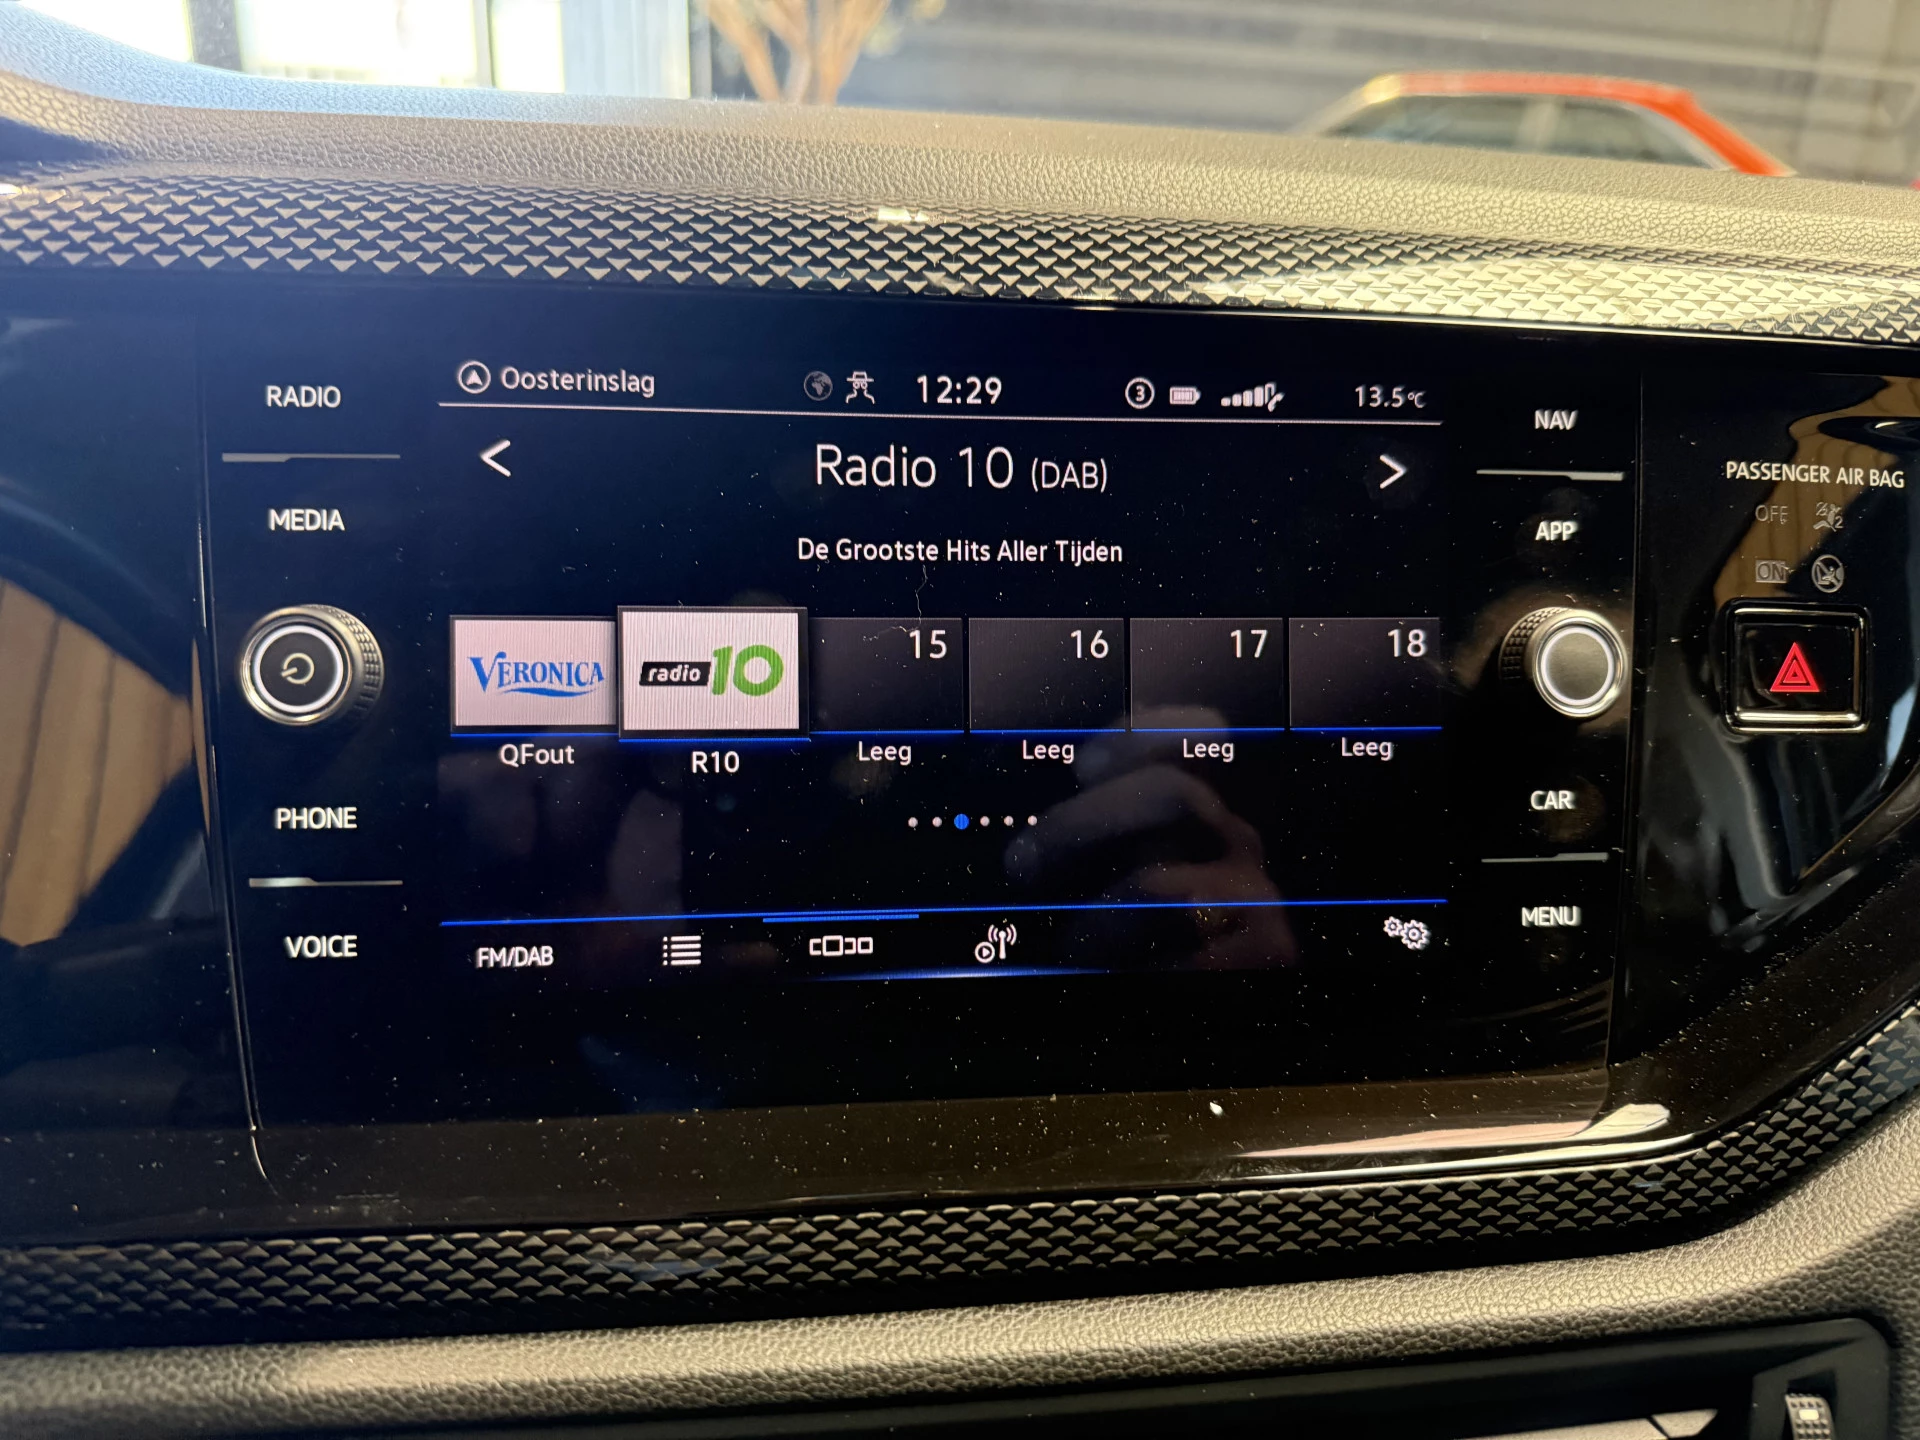 Oosterinslag 12:29 3 13.5°C
RADIO
NAV
Radio 10 (DAB)
PASSENGER AIR BAG
OFF
MEDIA
APP
De Grootste Hits Aller Tijden
ON
VERONICA radio 10 15 16 17 18
QFout R10 Leeg Leeg Leeg Leeg
PHONE
CAR
VOICE
MENU
FM/DAB